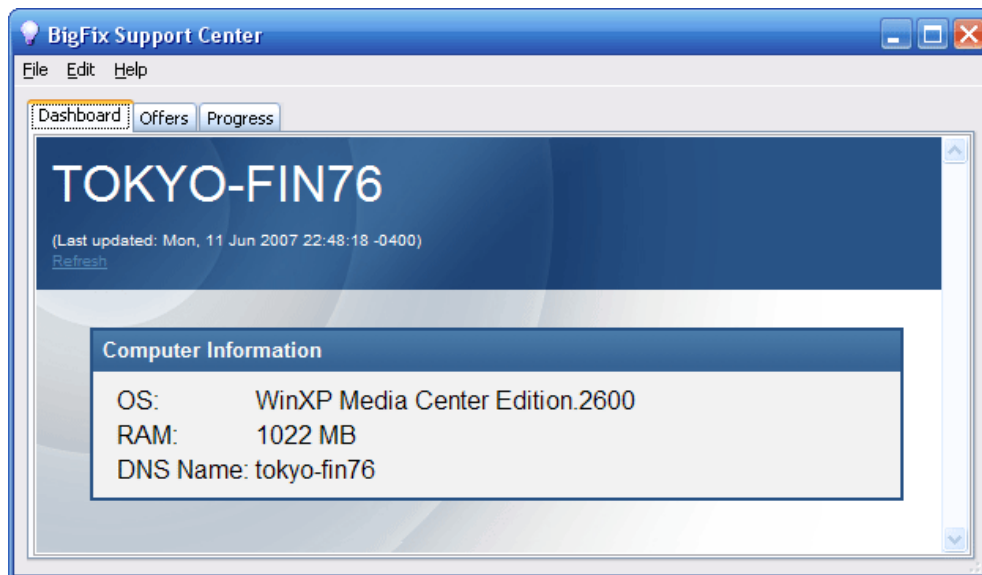 BigFix Support Center
File Edit Help
Dashboard Offers Progress
TOKYO-FIN76
(Last updated: Mon, 11 Jun 2007 22:48:18 -0400)
Refresh
Computer Information
OS: WinXP Media Center Edition.2600
RAM: 1022 MB
DNS Name: tokyo-fin76